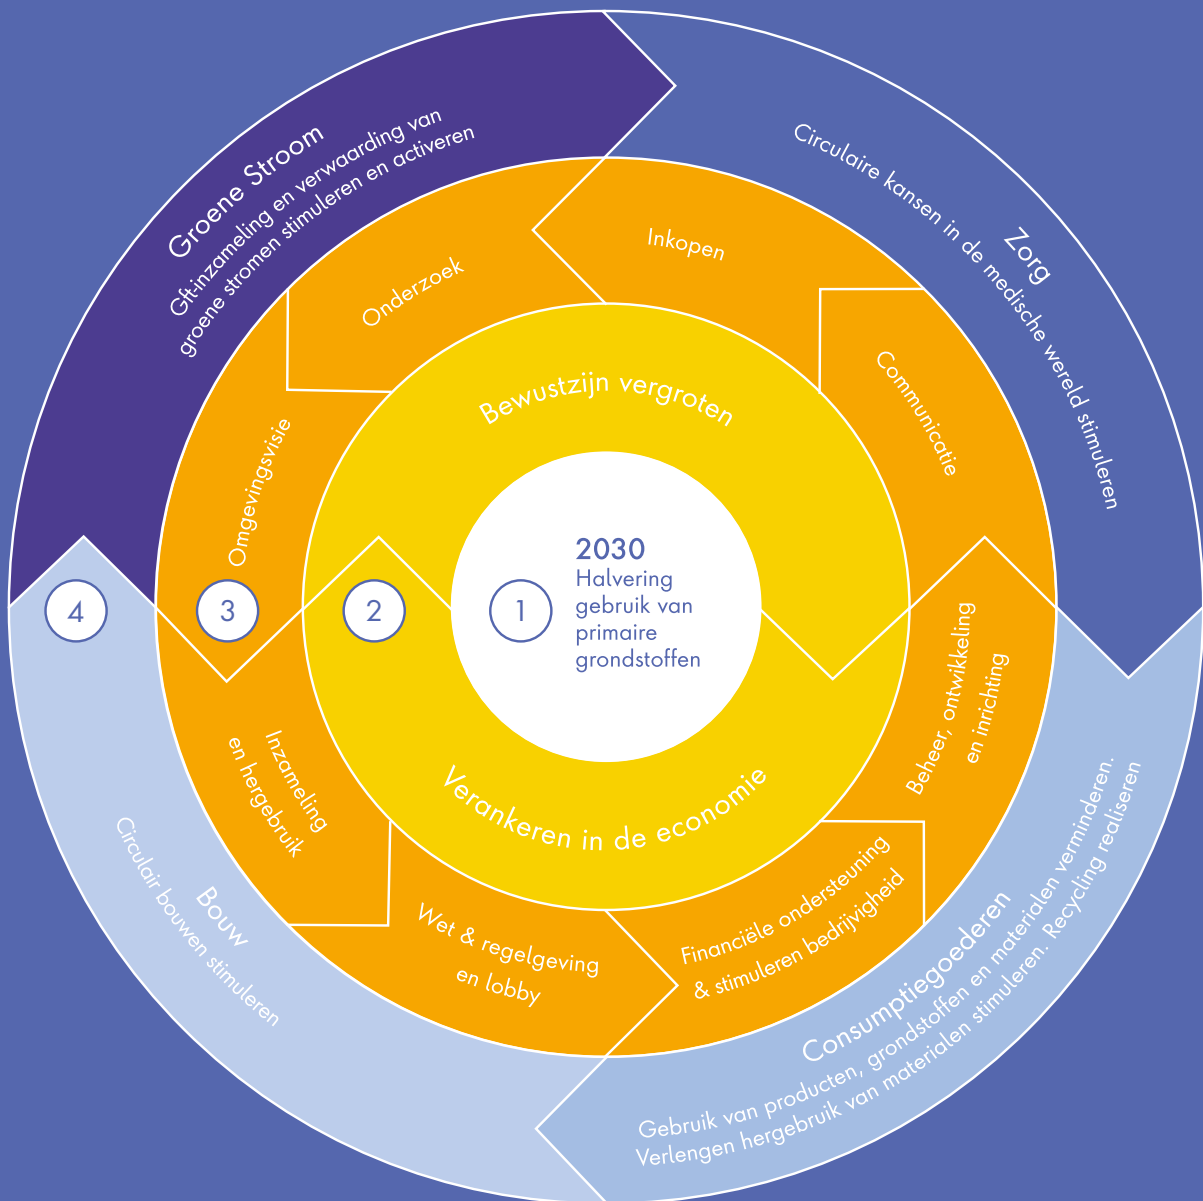 Groene Stroom
Gft-inzameling en verwaarding van
groene stromen stimuleren en activeren
Zorg
Circulaire kansen in de medische wereld stimuleren
Inkopen
Onderzoek
Communicatie
Omgevingsvisie
Bewustzijn vergroten
2030
Halvering
gebruik van
primaire
grondstoffen
1
2
3
4
Beheer, ontwikkeling
en inrichting
Inzameling
en hergebruik
Verankeren in de economie
Wet & regelgeving
en lobby
Financiële ondersteuning
& stimuleren bedrijvigheid
Bouw
Circulair bouwen stimuleren
Consumptiegoederen
Gebruik van producten, grondstoffen en materialen verminderen.
Verlengen hergebruik van materialen stimuleren. Recycling realiseren